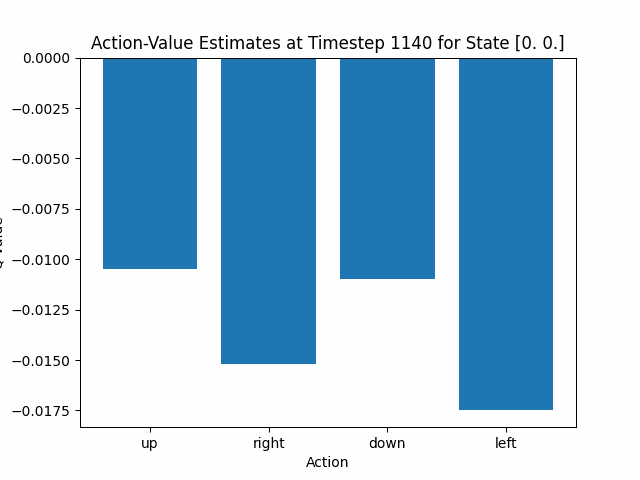 Action-Value Estimates at Timestep 1140 for State [0. 0.]
0.0000
−0.0025
−0.0050
−0.0075
−0.0100
−0.0125
−0.0150
−0.0175
up right down left
Action